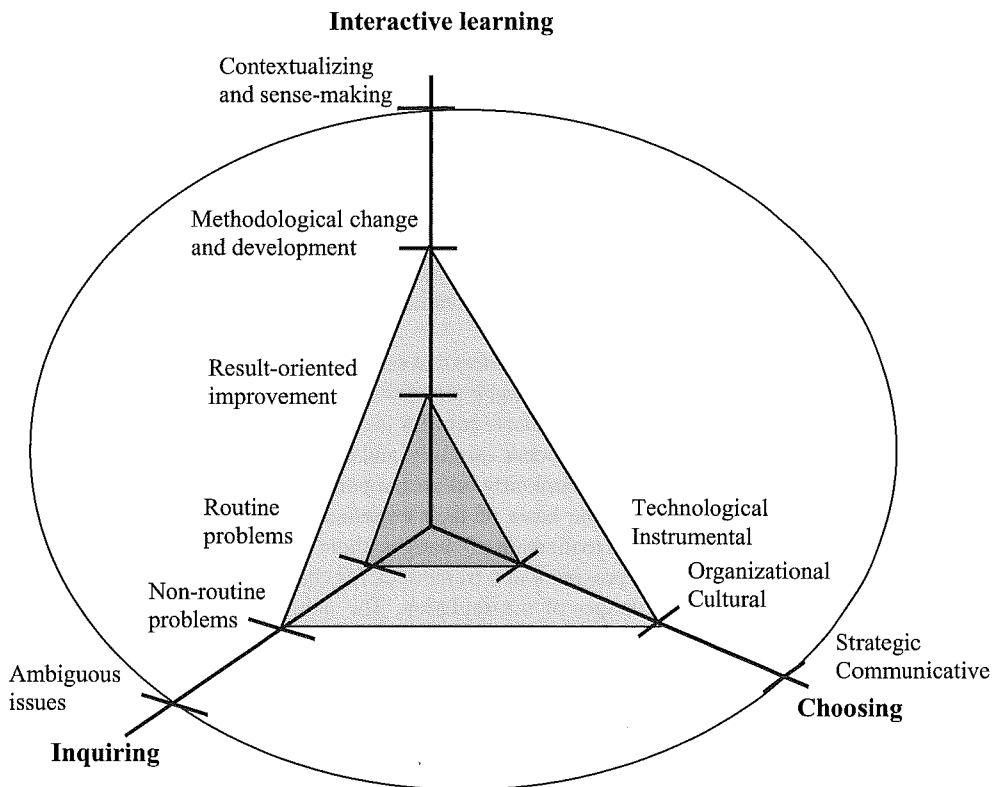 Interactive learning
Contextualizing
and sense-making
Methodological change
and development
Result-oriented
improvement
Routine
problems
Technological
Instrumental
Non-routine
problems
Organizational
Cultural
Ambiguous
issues
Strategic
Communicative
Inquiring
Choosing